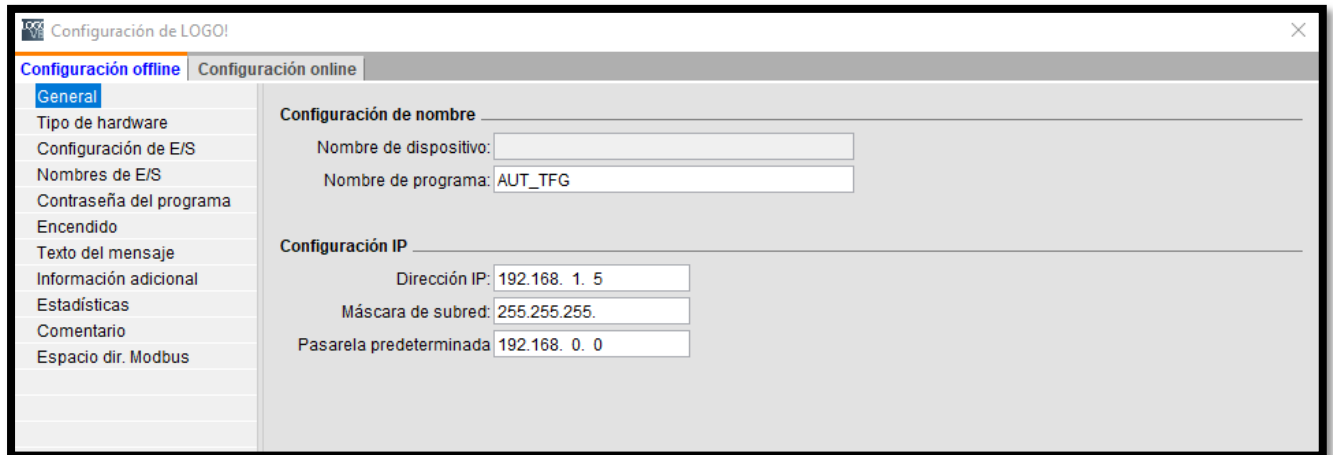 Configuración de LOGO!
Configuración offline Configuración online
General
Tipo de hardware
Configuración de E/S
Nombres de E/S
Contraseña del programa
Encendido
Texto del mensaje
Información adicional
Estadísticas
Comentario
Espacio dir. Modbus
Configuración de nombre
Nombre de dispositivo:
Nombre de programa: AUT_TFG
Configuración IP
Dirección IP: 192.168. 1. 5
Máscara de subred: 255.255.255.
Pasarela predeterminada 192.168. 0. 0